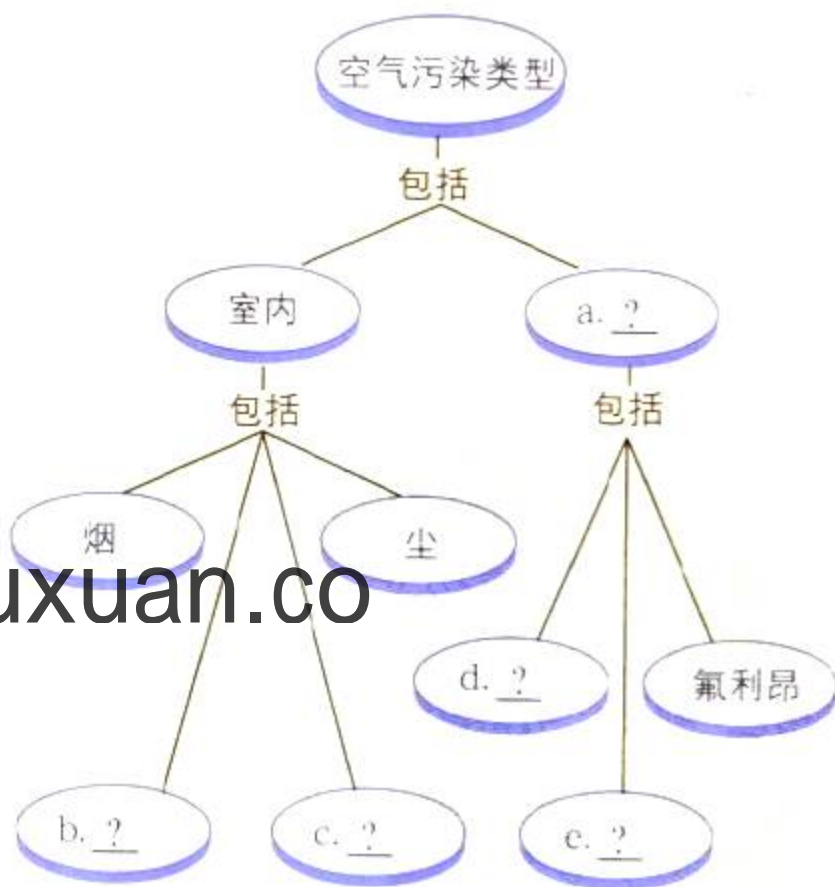 空气污染类型
包括
室内
a. ?
包括
包括
烟
尘
uxuan.co
d. ?
氟利昂
b. ?
c. ?
e. ?